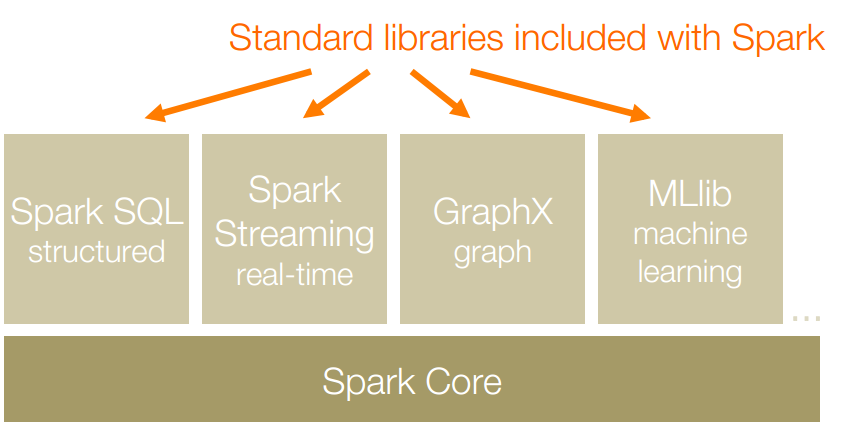 Standard libraries included with Spark
Spark SQL
structured
Spark
Streaming
real-time
GraphX
graph
MLlib
machine
learning
...
Spark Core